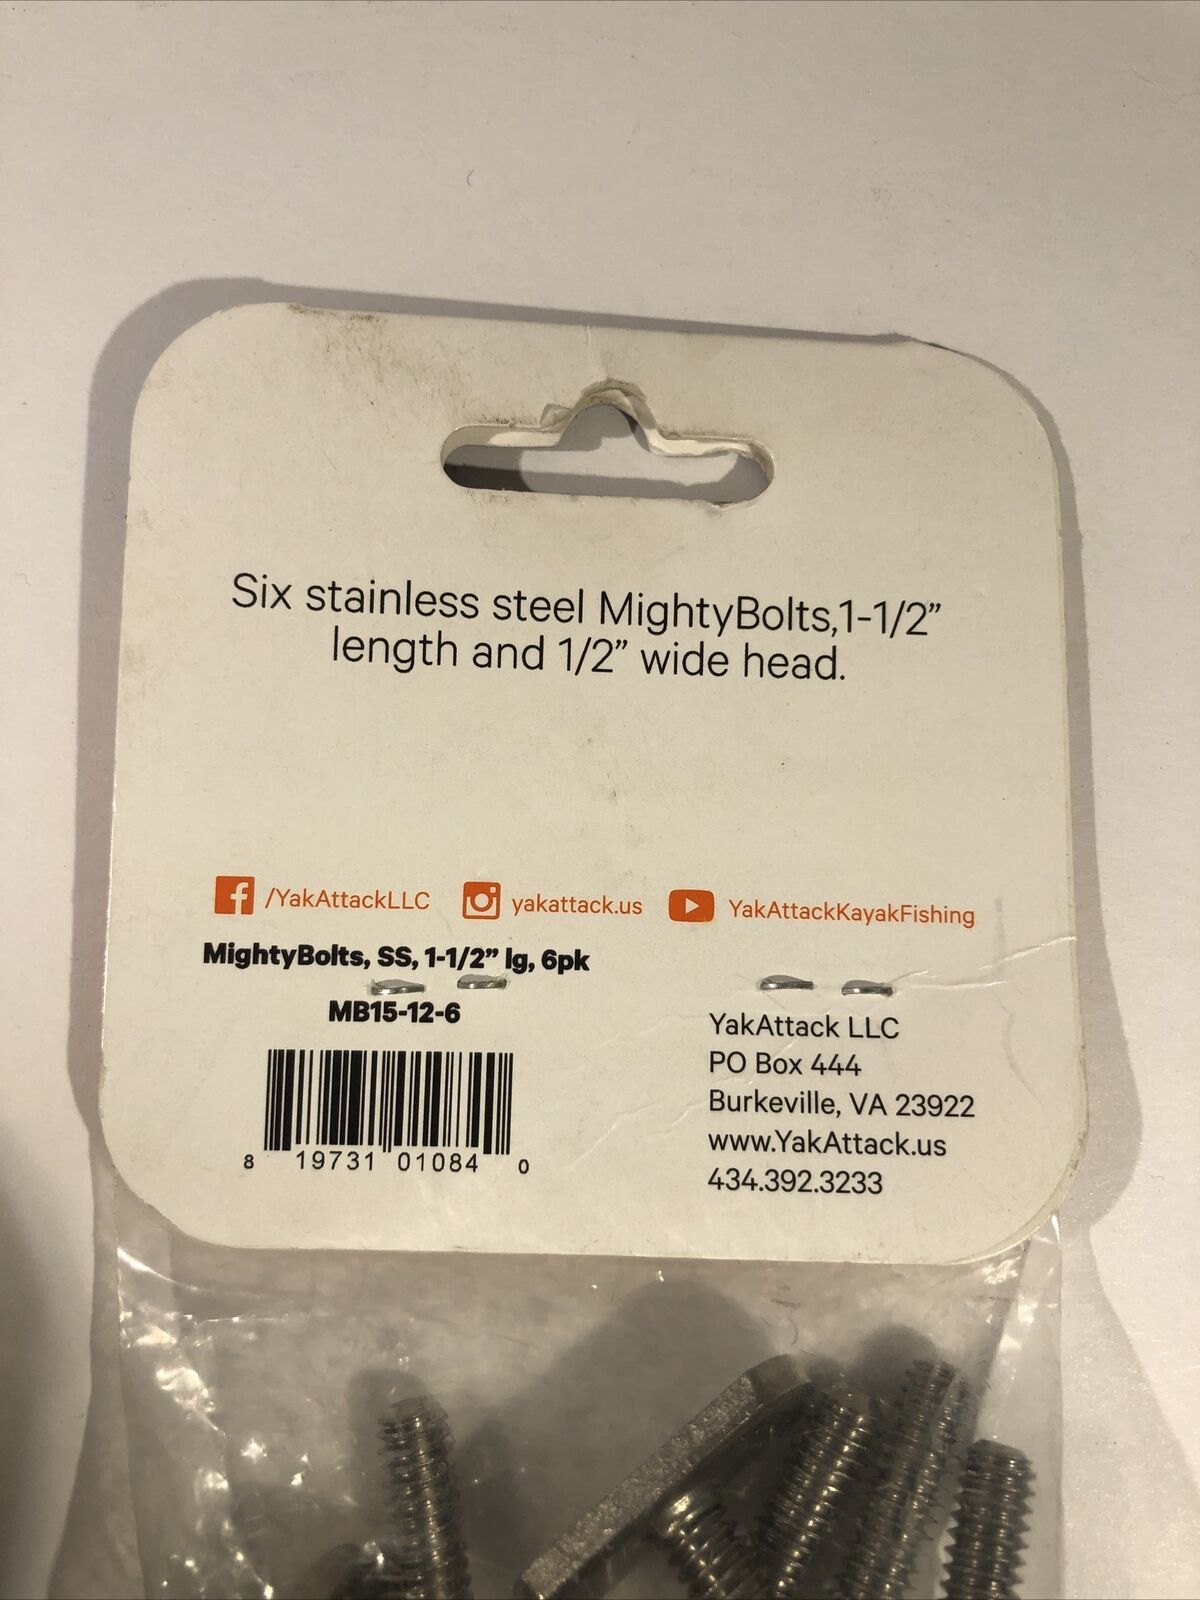 Six stainless steel MightyBolts,1-1/2”
length and 1/2” wide head.
/YakAttackLLC yakattack.us YakAttackKayakFishing
MightyBolts, SS, 1-1/2” lg, 6pk
MB15-12-6
8 19731 01084 0
YakAttack LLC
PO Box 444
Burkeville, VA 23922
www.YakAttack.us
434.392.3233